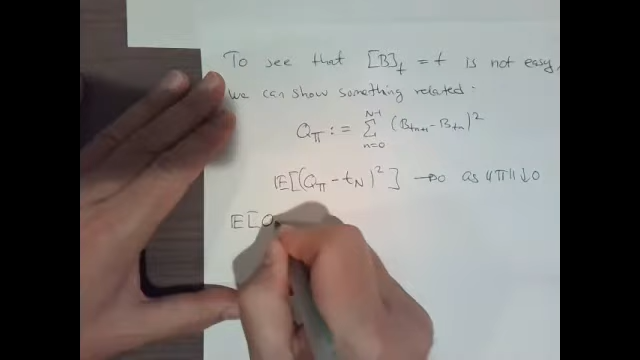 To see that [B]_t = t is not easy,
we can show something related:
Q_Π := Σ_{n=0}^{N-1} (B_{t_{n+1}} - B_{t_n})²
𝔼[(Q_Π - t_N)²] → 0 as ‖Π‖ ↓ 0
𝔼[Q